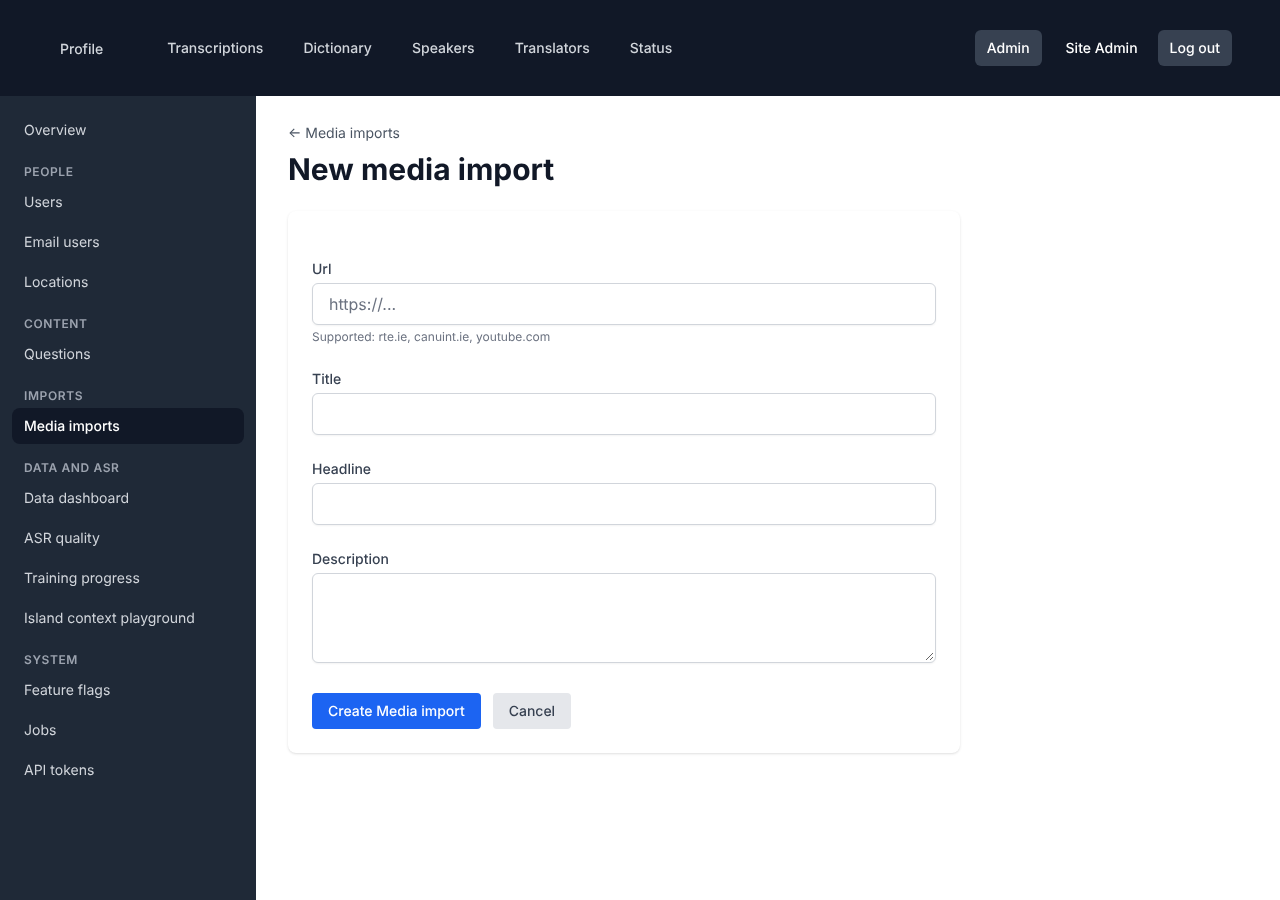 Profile
Transcriptions
Dictionary
Speakers
Translators
Status
Admin
Site Admin
Log out
Overview
PEOPLE
Users
Email users
Locations
CONTENT
Questions
IMPORTS
Media imports
DATA AND ASR
Data dashboard
ASR quality
Training progress
Island context playground
SYSTEM
Feature flags
Jobs
API tokens
← Media imports
New media import
Url
https://...
Supported: rte.ie, canuint.ie, youtube.com
Title
Headline
Description
Create Media import
Cancel